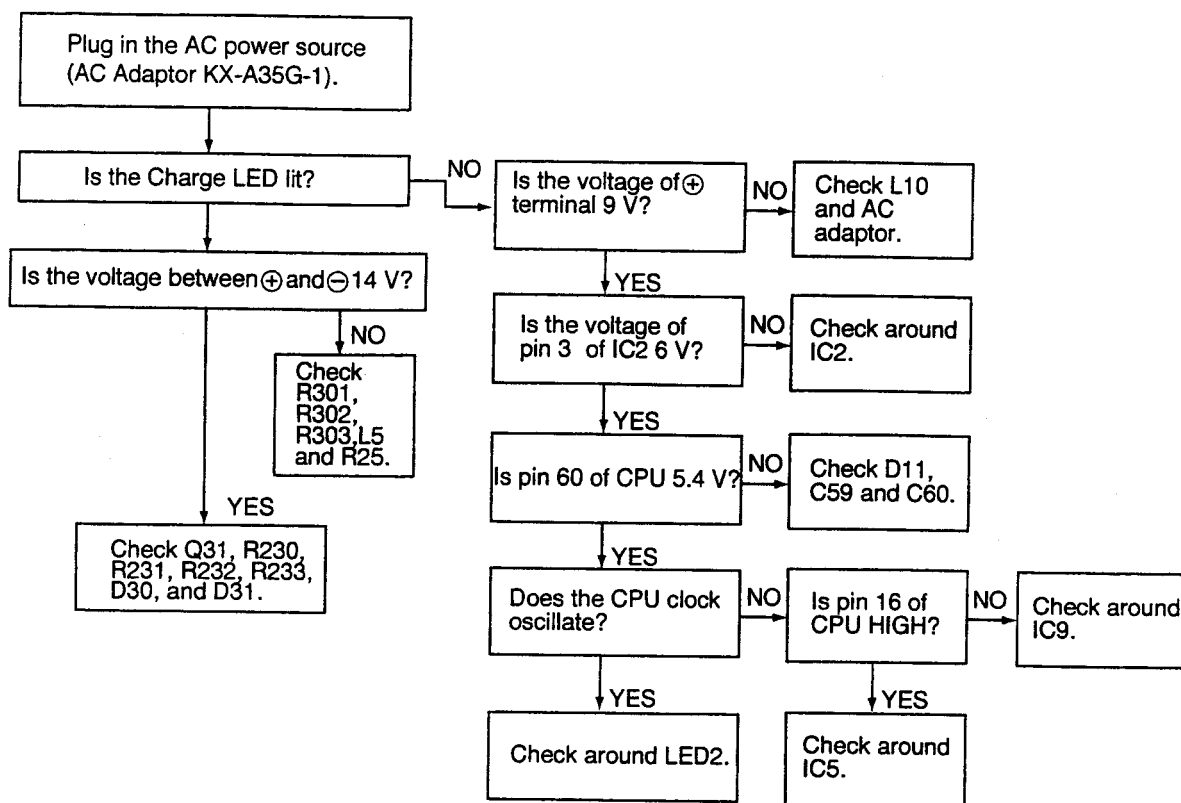 Plug in the AC power source
(AC Adaptor KX-A35G-1).
Is the Charge LED lit?
NO
Is the voltage of ⊕
terminal 9 V?
NO
Check L10
and AC
adaptor.
Is the voltage between ⊕ and ⊖ 14 V?
YES
Is the voltage of
pin 3 of IC2 6 V?
NO
Check around
IC2.
NO
Check
R301,
R302,
R303,L5
and R25.
YES
Is pin 60 of CPU 5.4 V?
NO
Check D11,
C59 and C60.
YES
Check Q31, R230,
R231, R232, R233,
D30, and D31.
YES
Does the CPU clock
oscillate?
NO
Is pin 16 of
CPU HIGH?
NO
Check around
IC9.
YES
Check around LED2.
YES
Check around
IC5.